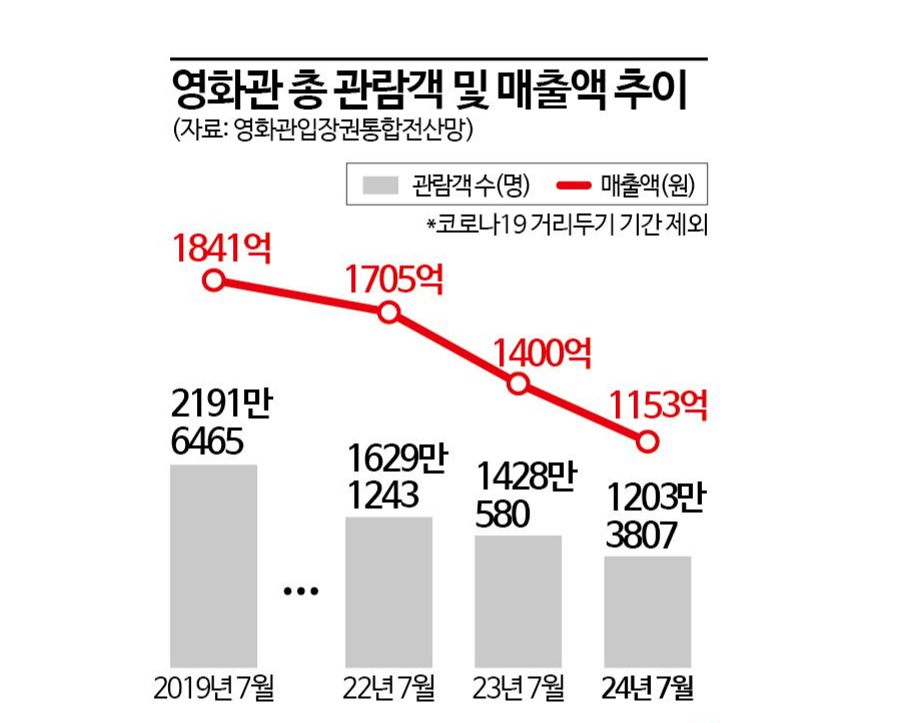 영화관 총 관람객 및 매출액 추이
(자료: 영화관입장권통합전산망)
관람객 수(명) 매출액(원)
*코로나19 거리두기 기간 제외
1841억
1705억
1400억
1153억
2191만
6465
1629만
1243
1428만
580
1203만
3807
...
2019년 7월 22년 7월 23년 7월 24년 7월